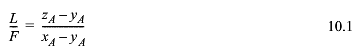 L/F = (z_A − y_A)/(x_A − y_A) 10.1